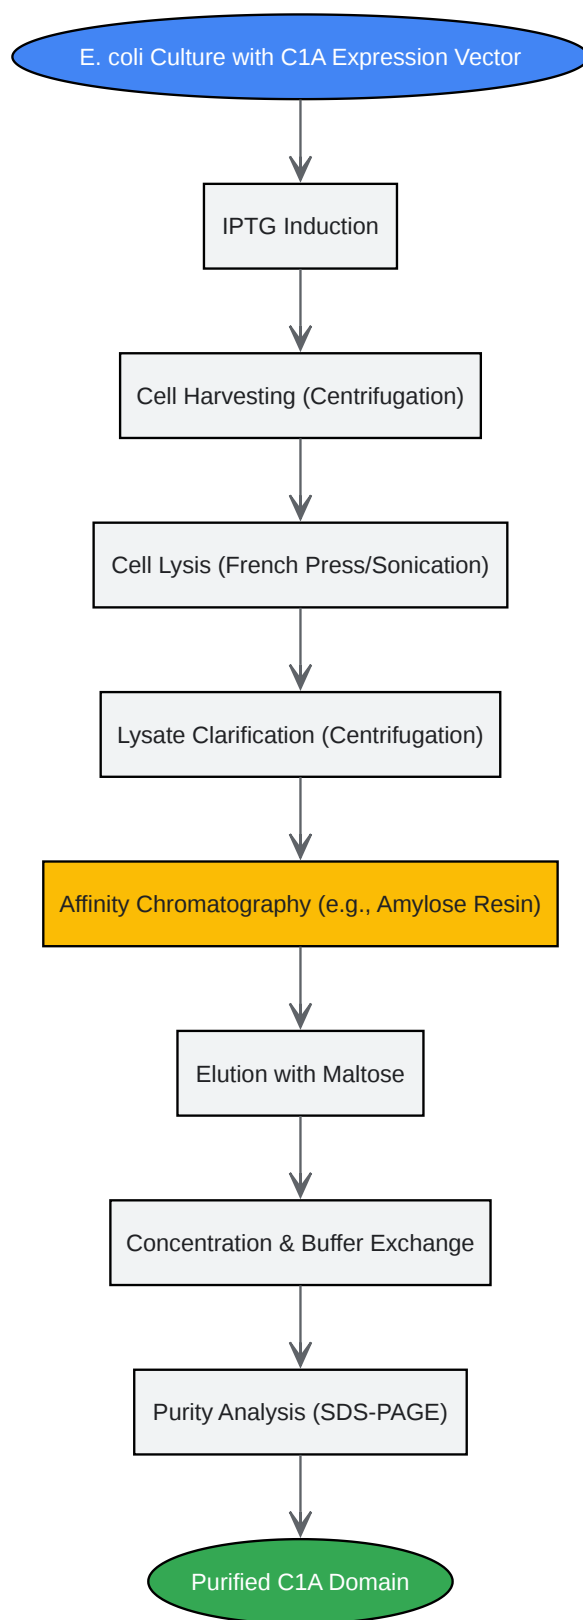 E. coli Culture with C1A Expression Vector
IPTG Induction
Cell Harvesting (Centrifugation)
Cell Lysis (French Press/Sonication)
Lysate Clarification (Centrifugation)
Affinity Chromatography (e.g., Amylose Resin)
Elution with Maltose
Concentration & Buffer Exchange
Purity Analysis (SDS-PAGE)
Purified C1A Domain